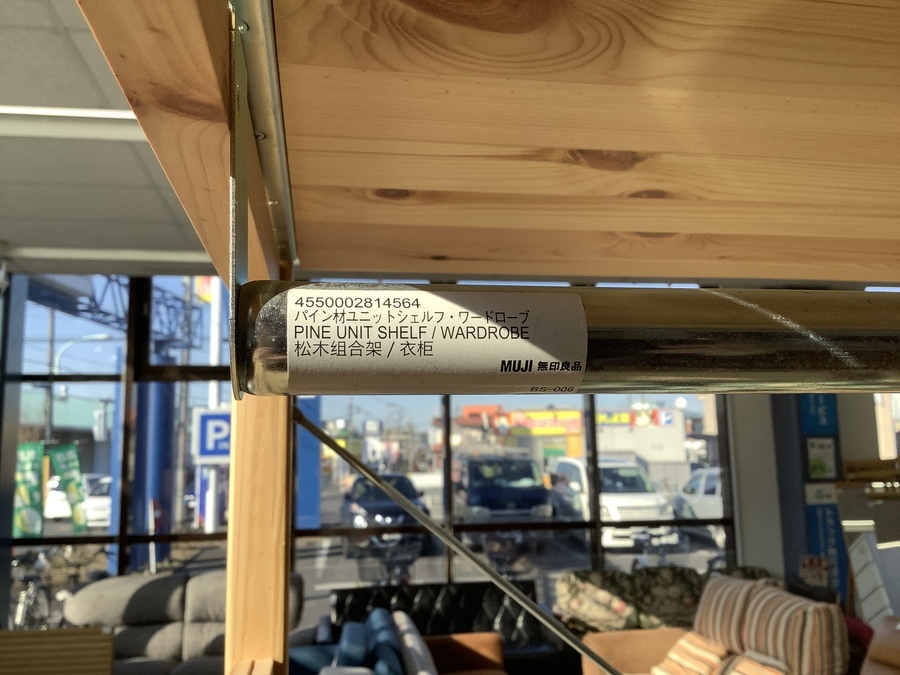 4550002814564
パイン材ユニットシェルフ・ワードローブ
PINE UNIT SHELF / WARDROBE
松木组合架 / 衣柜
MUJI 無印良品
BS-006
P